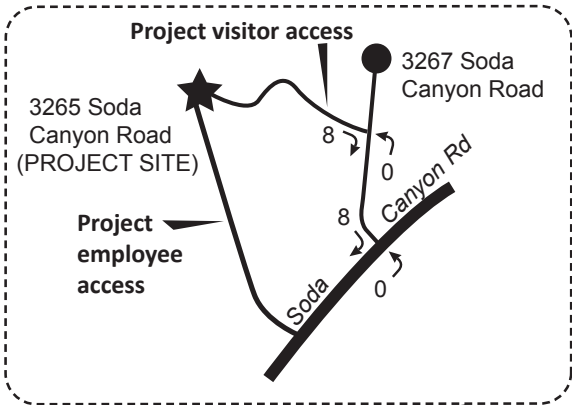 Project visitor access
3267 Soda
Canyon Road
3265 Soda
Canyon Road
(PROJECT SITE)
8
0
Canyon Rd
8
Project
employee
access
0
Soda